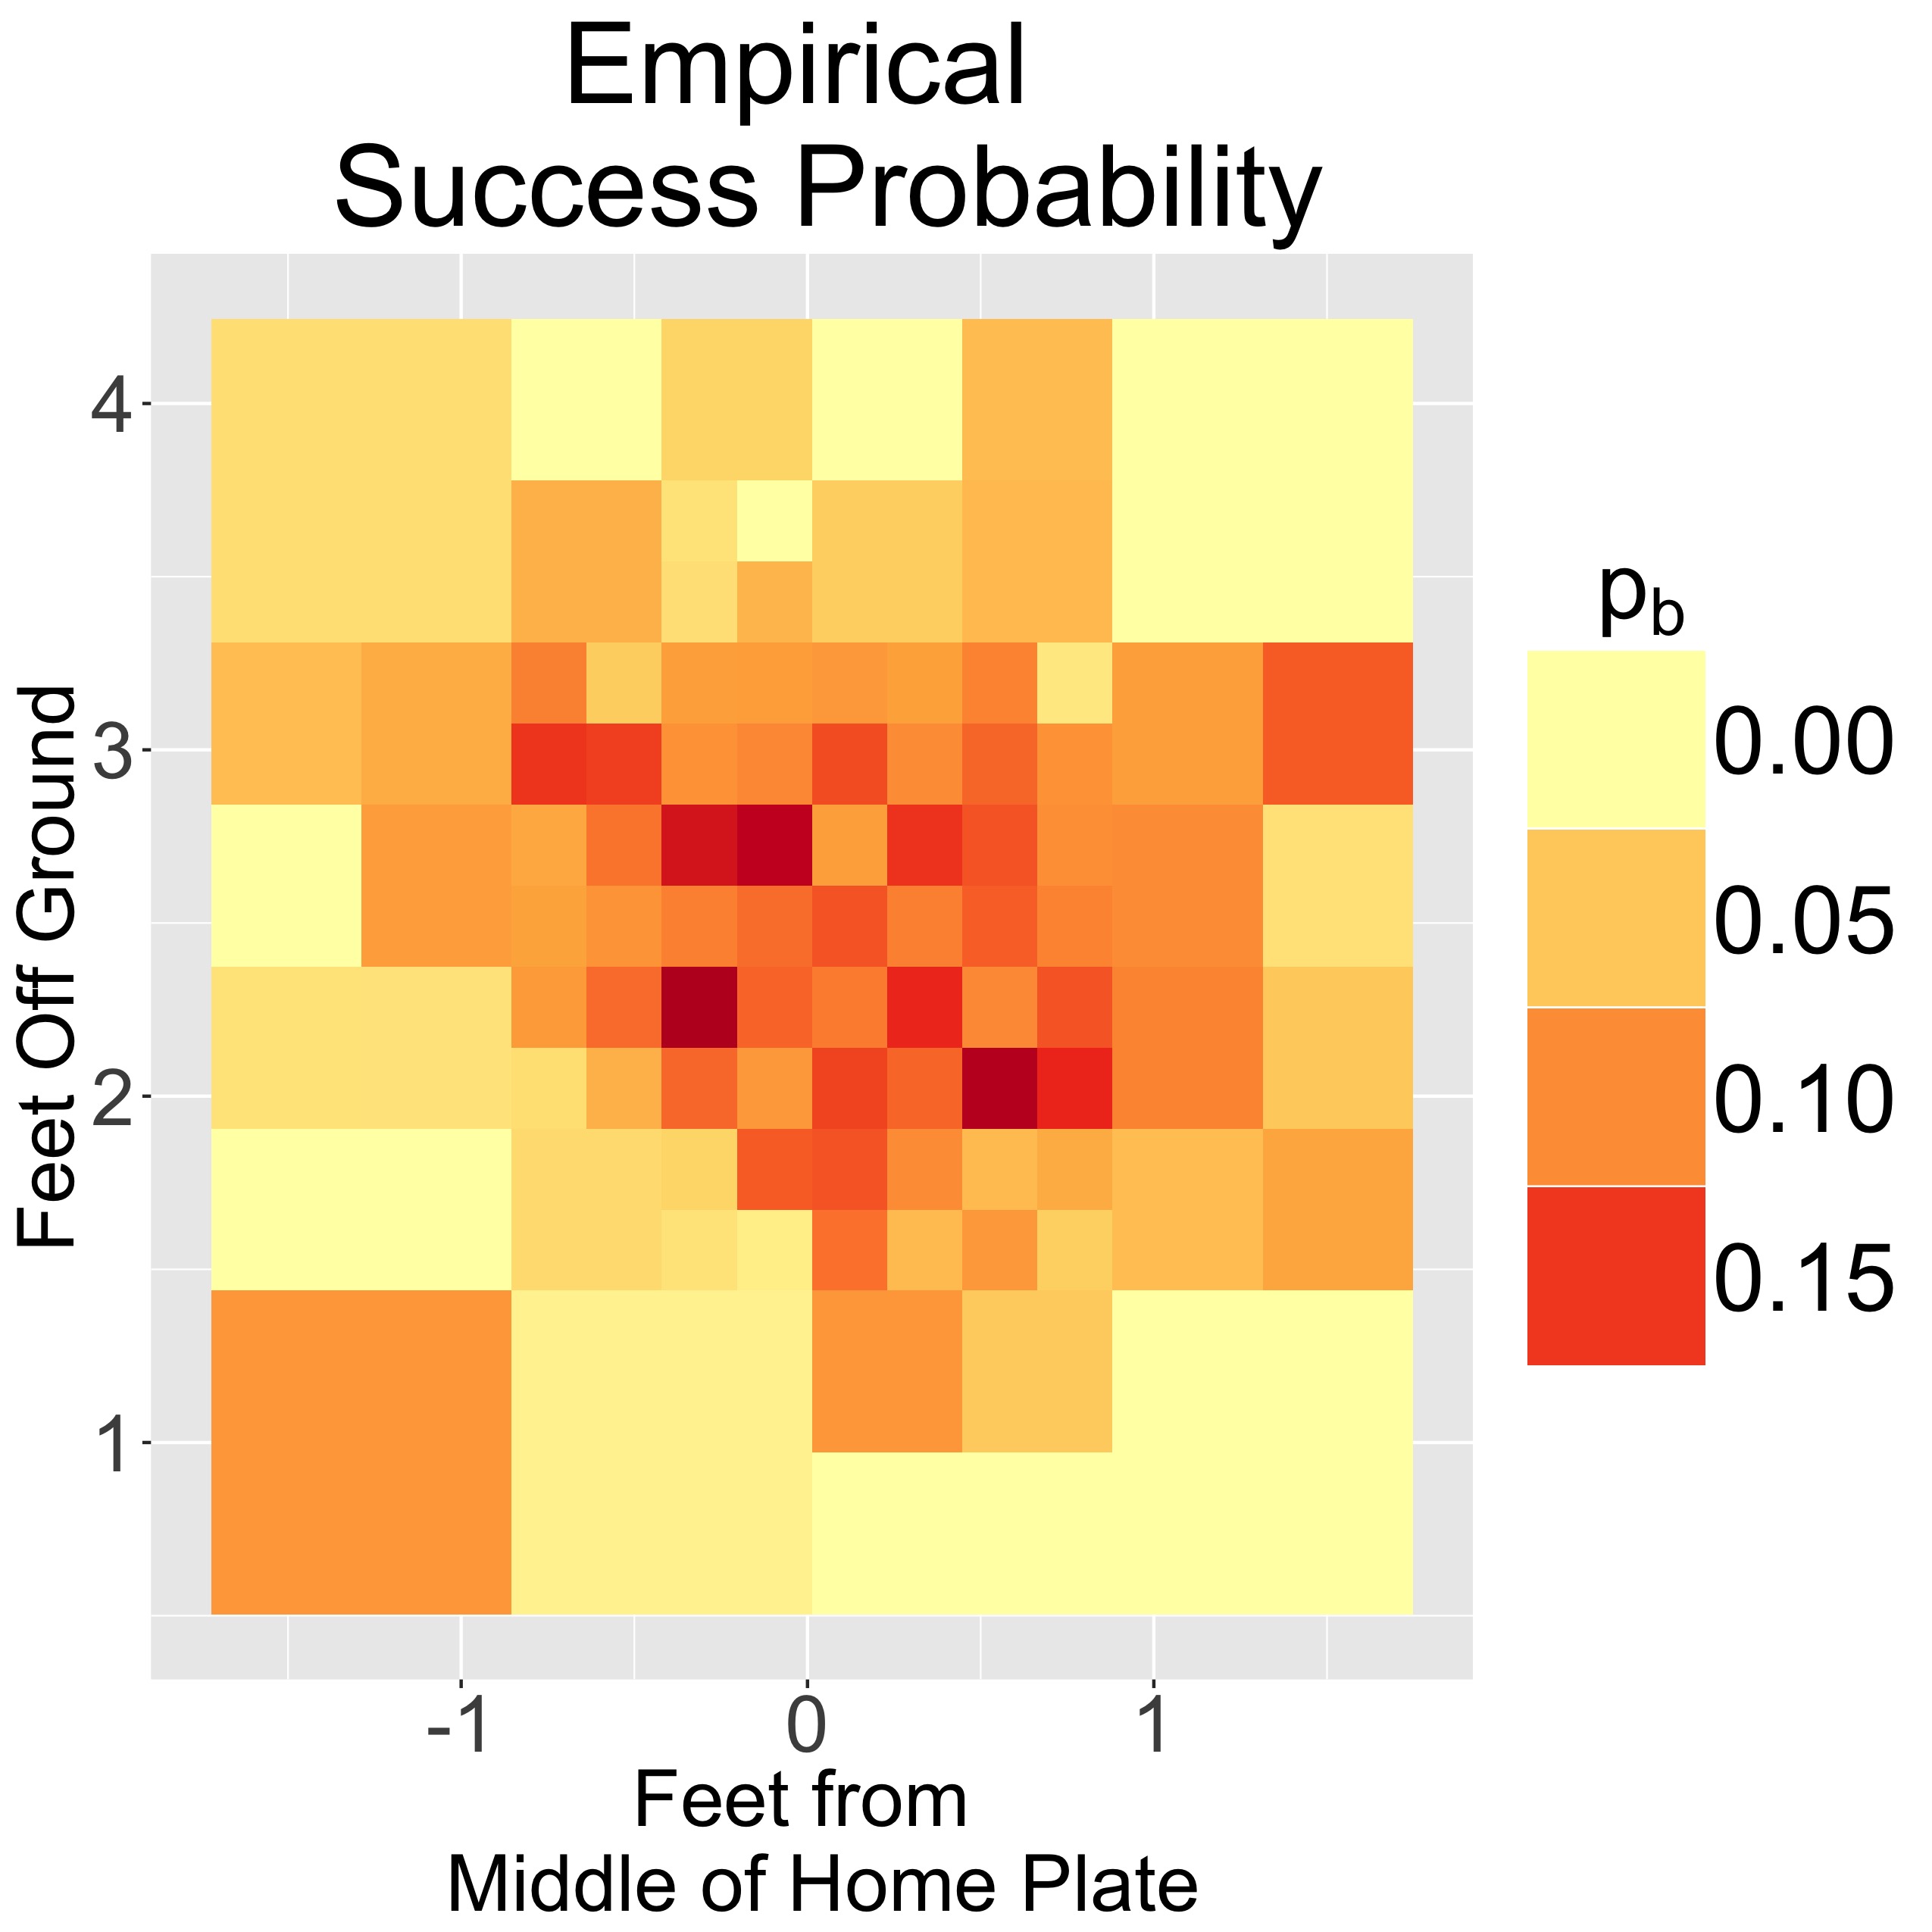 Empirical
Success Probability
Feet Off Ground
4
3
2
1
-1
0
1
Feet from
Middle of Home Plate
p_b
0.00
0.05
0.10
0.15